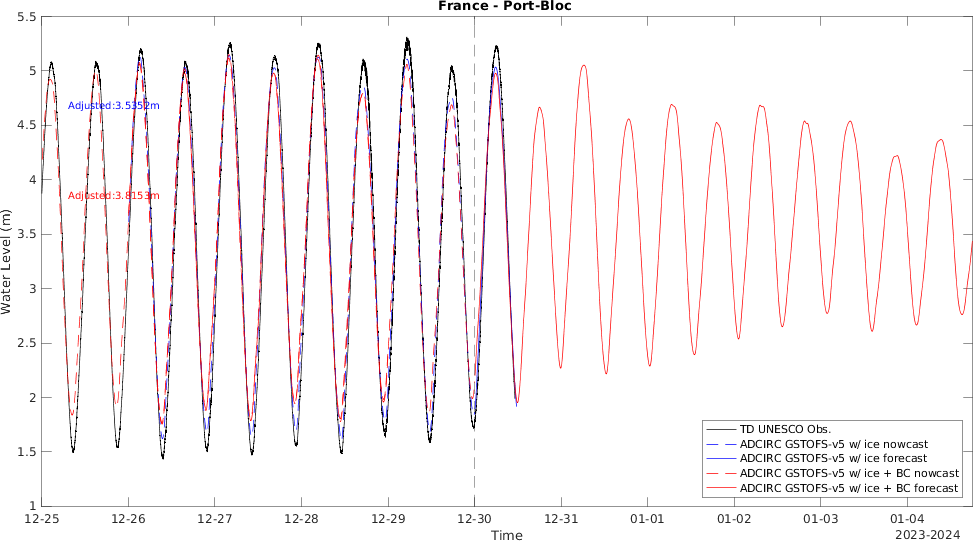 France - Port-Bloc
5.5
5
4.5
4
3.5
3
2.5
2
1.5
1
Water Level (m)
Adjusted:3.5352m
Adjusted:3.8153m
TD UNESCO Obs.
ADCIRC GSTOFS-v5 w/ ice nowcast
ADCIRC GSTOFS-v5 w/ ice forecast
ADCIRC GSTOFS-v5 w/ ice + BC nowcast
ADCIRC GSTOFS-v5 w/ ice + BC forecast
12-25 12-26 12-27 12-28 12-29 12-30 12-31 01-01 01-02 01-03 01-04
Time
2023-2024